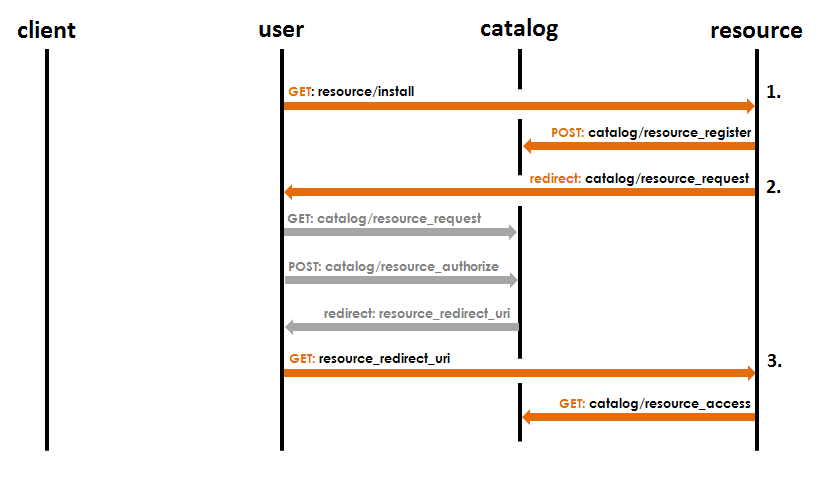 client user catalog resource
GET: resource/install
1.
POST: catalog/resource_register
redirect: catalog/resource_request
2.
GET: catalog/resource_request
POST: catalog/resource_authorize
redirect: resource_redirect_uri
GET: resource_redirect_uri
3.
GET: catalog/resource_access